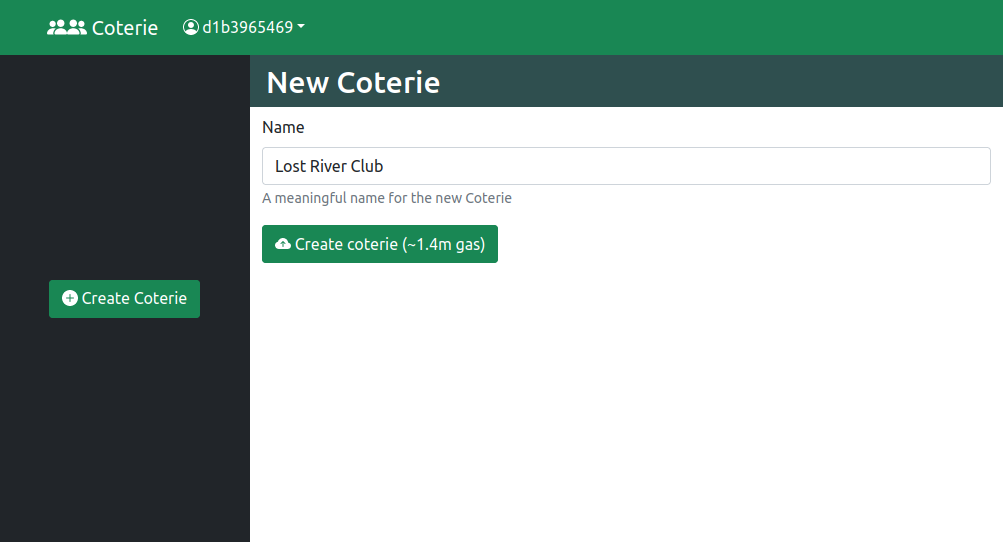 Coterie
d1b3965469
New Coterie
Name
Lost River Club
A meaningful name for the new Coterie
Create coterie (~1.4m gas)
Create Coterie